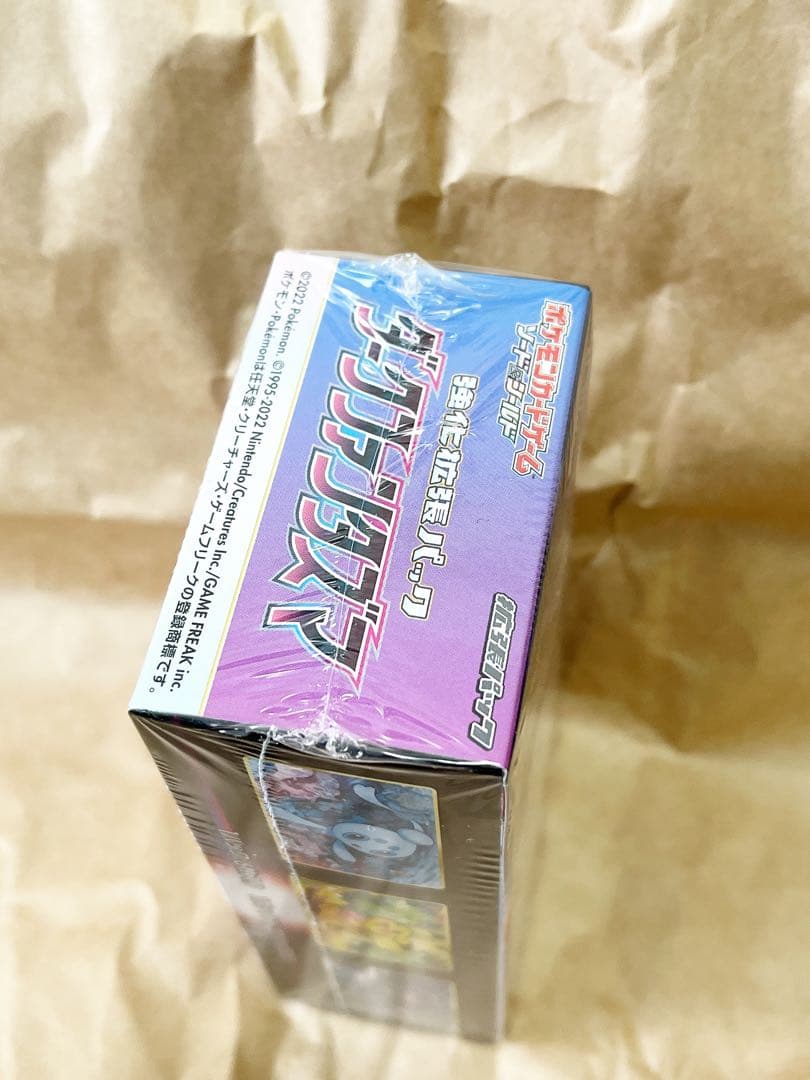 ポケモンカードゲーム
ソード&シールド
強化拡張パック
ダークファンタズマ
拡張パック
©2022 Pokémon. ©1995-2022 Nintendo/Creatures Inc./GAME FREAK inc.
ポケモン・Pokémonは任天堂・クリーチャーズ・ゲームフリークの登録商標です。